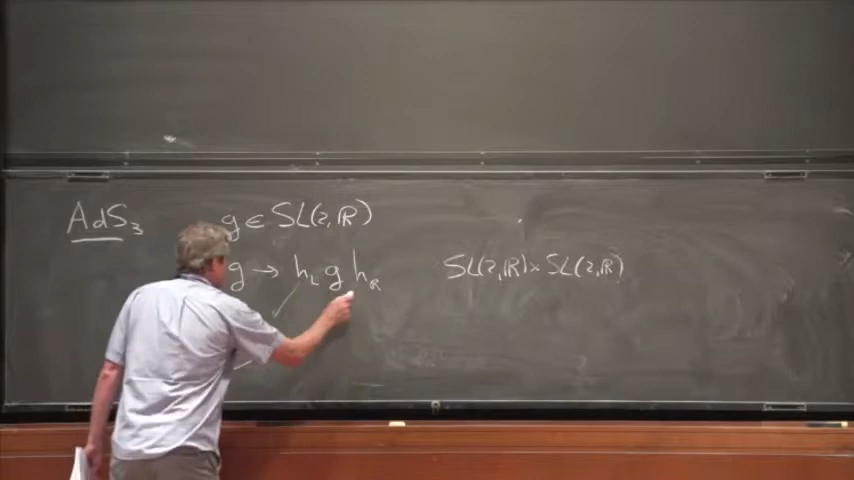 AdS₃ g ∈ SL(2,ℝ)
g → h_L g h_R SL(2,ℝ) × SL(2,ℝ)